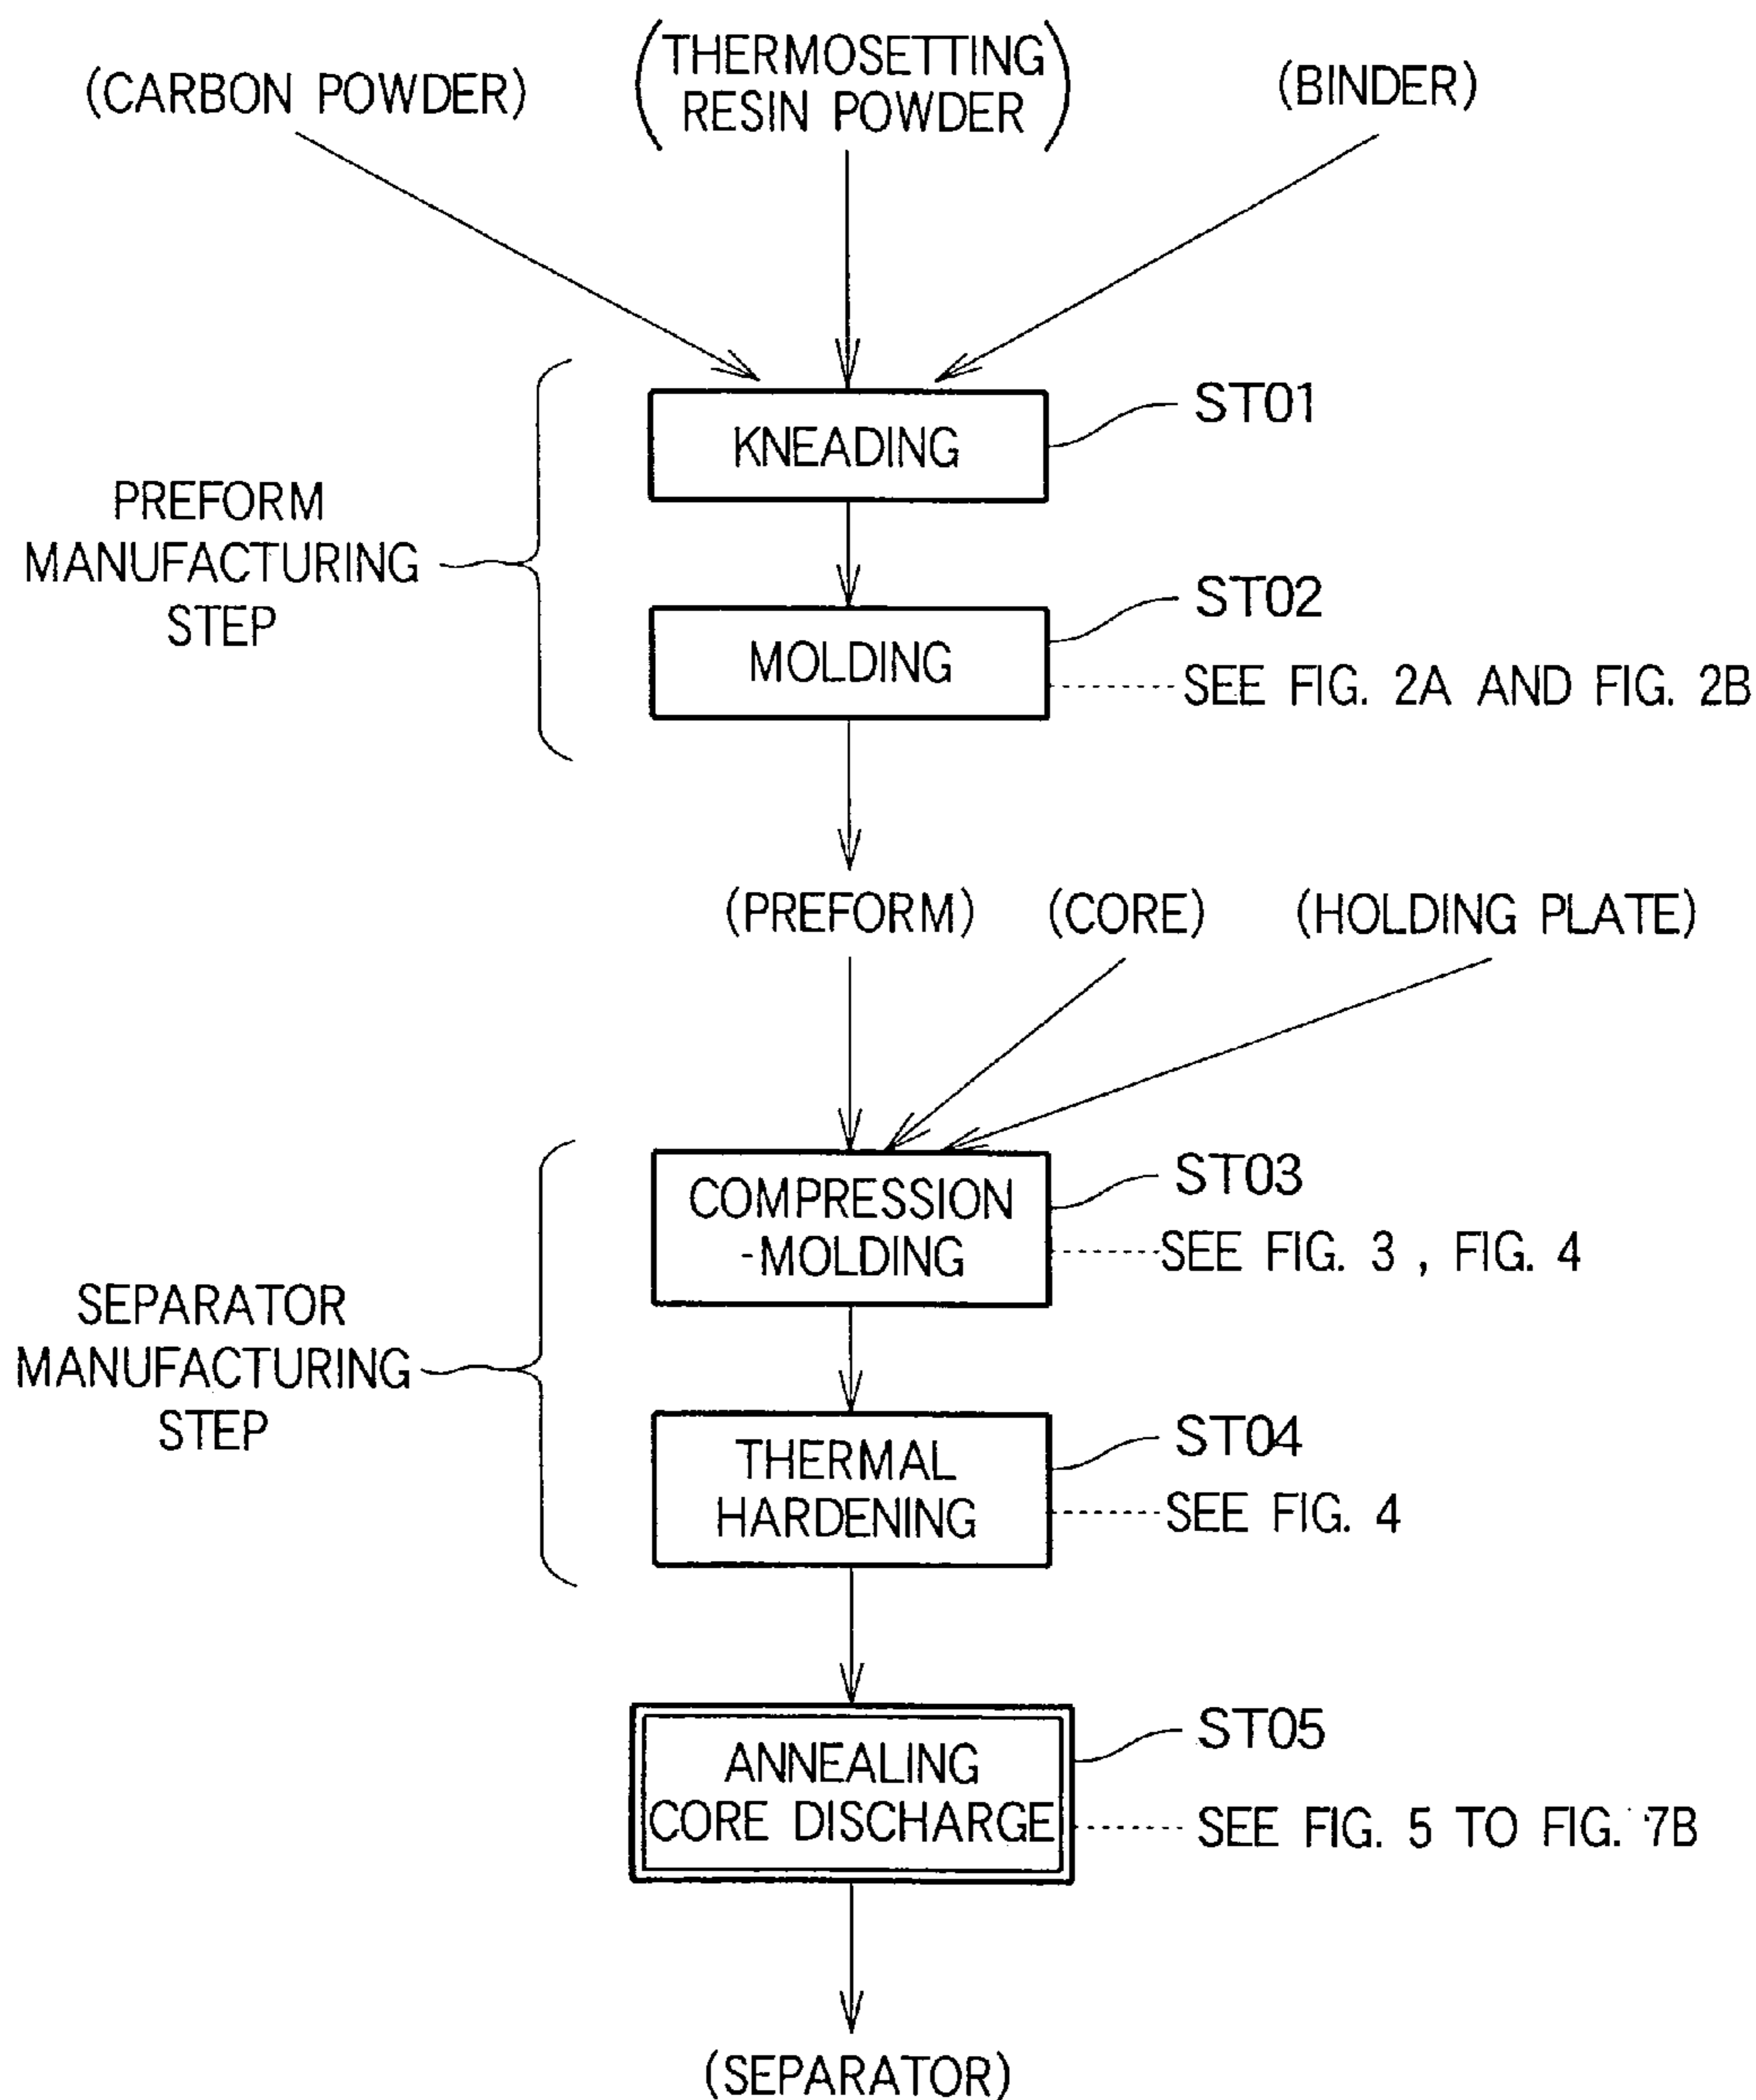 (CARBON POWDER)
(THERMOSETTING
RESIN POWDER)
(BINDER)
KNEADING
ST01
PREFORM
MANUFACTURING
STEP
MOLDING
ST02
SEE FIG. 2A AND FIG. 2B
(PREFORM)
(CORE)
(HOLDING PLATE)
COMPRESSION
-MOLDING
ST03
SEE FIG. 3 , FIG. 4
SEPARATOR
MANUFACTURING
STEP
THERMAL
HARDENING
ST04
SEE FIG. 4
ANNEALING
CORE DISCHARGE
ST05
SEE FIG. 5 TO FIG. 7B
(SEPARATOR)